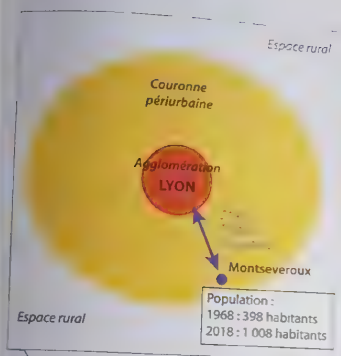 Espace rural
Couronne
périurbaine
Agglomération
LYON
Montseveroux
Population :
1968 : 398 habitants
2018 : 1 008 habitants
Espace rural